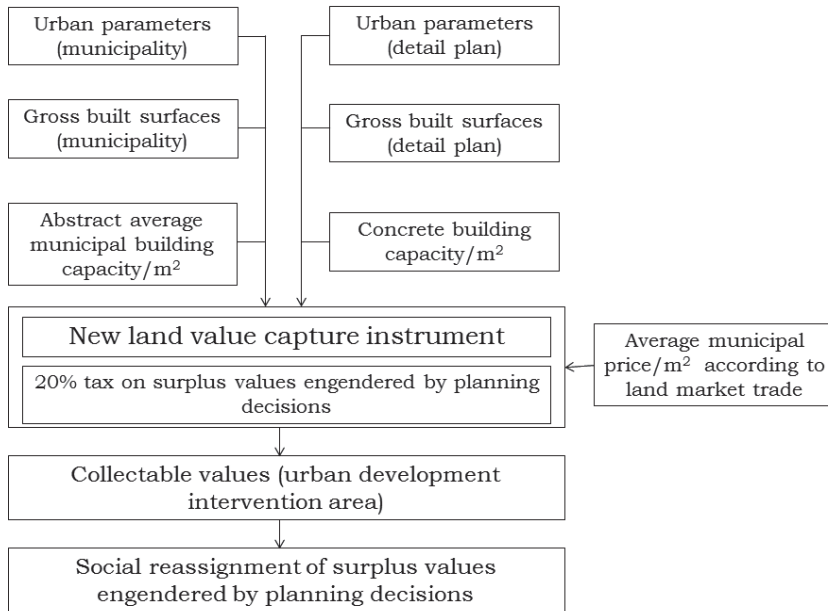 Urban parameters
(municipality)
Urban parameters
(detail plan)
Gross built surfaces
(municipality)
Gross built surfaces
(detail plan)
Abstract average
municipal building
capacity/m²
Concrete building
capacity/m²
New land value capture instrument
20% tax on surplus values engendered by planning
decisions
Average municipal
price/m² according to
land market trade
Collectable values (urban development
intervention area)
Social reassignment of surplus values
engendered by planning decisions